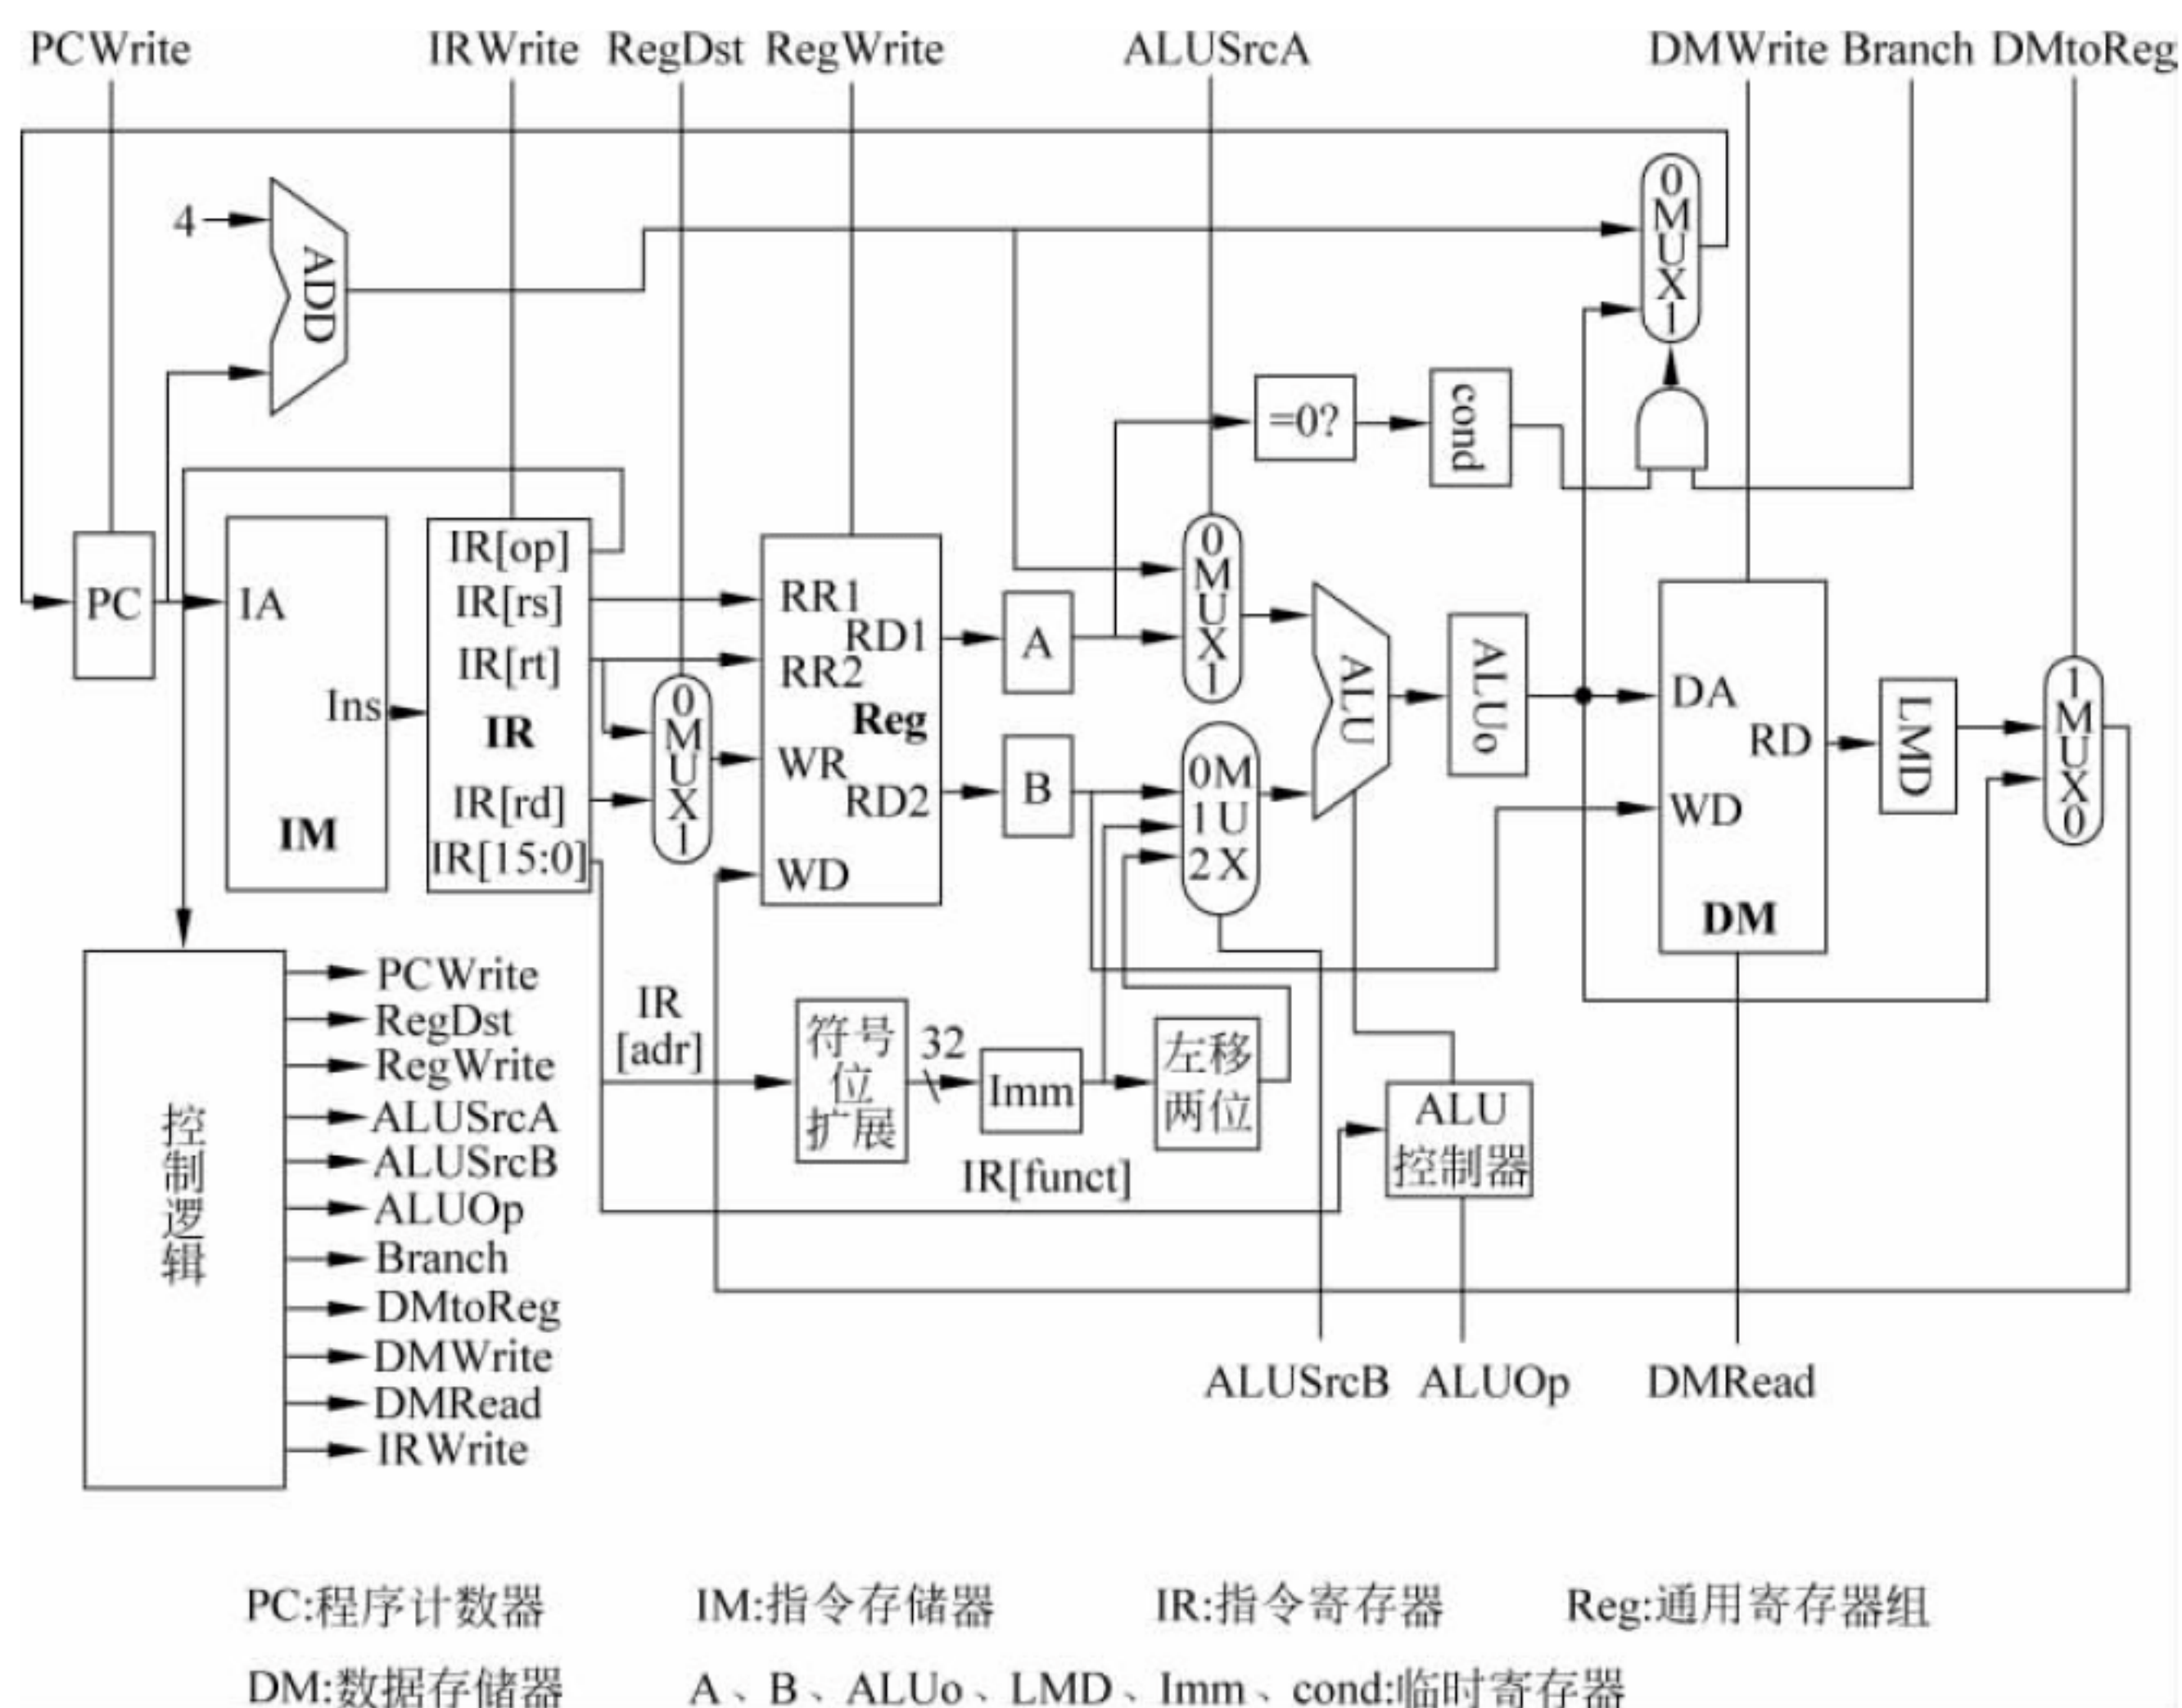 PCWrite IRWrite RegDst RegWrite ALUSrcA DMWrite Branch DMtoReg
4
ADD
0
M
U
X
1
=0?
cond
PC
IA
Ins
IM
IR[op]
IR[rs]
IR[rt]
IR
IR[rd]
IR[15:0]
0
M
U
X
1
RR1
RD1
RR2
Reg
WR
RD2
WD
A
B
0
M
U
X
1
0M
1U
2X
ALU
ALUo
DA
RD
WD
DM
LMD
1
M
U
X
0
控制逻辑
PCWrite
RegDst
RegWrite
ALUSrcA
ALUSrcB
ALUOp
Branch
DMtoReg
DMWrite
DMRead
IRWrite
IR
[adr]
符号
位
扩展
32
Imm
左移
两位
IR[funct]
ALU
控制器
ALUSrcB ALUOp DMRead
PC:程序计数器 IM:指令存储器 IR:指令寄存器 Reg:通用寄存器组
DM:数据存储器 A、B、ALUo、LMD、Imm、cond:临时寄存器